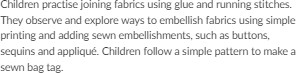 Children practise joining fabrics using glue and running stitches.
They observe and explore ways to embellish fabrics using simple
printing and adding sewn embellishments, such as buttons,
sequins and appliqué. Children follow a simple pattern to make a
sewn bag tag.